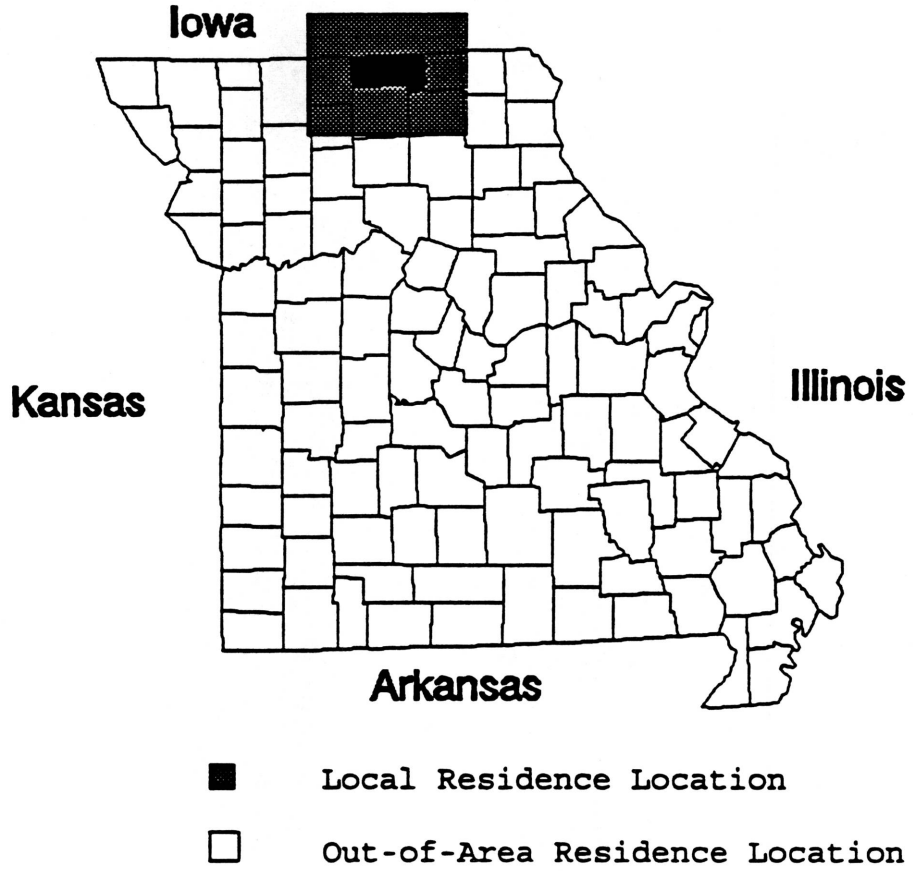 Iowa
Kansas
Illinois
Arkansas
Local Residence Location
Out-of-Area Residence Location